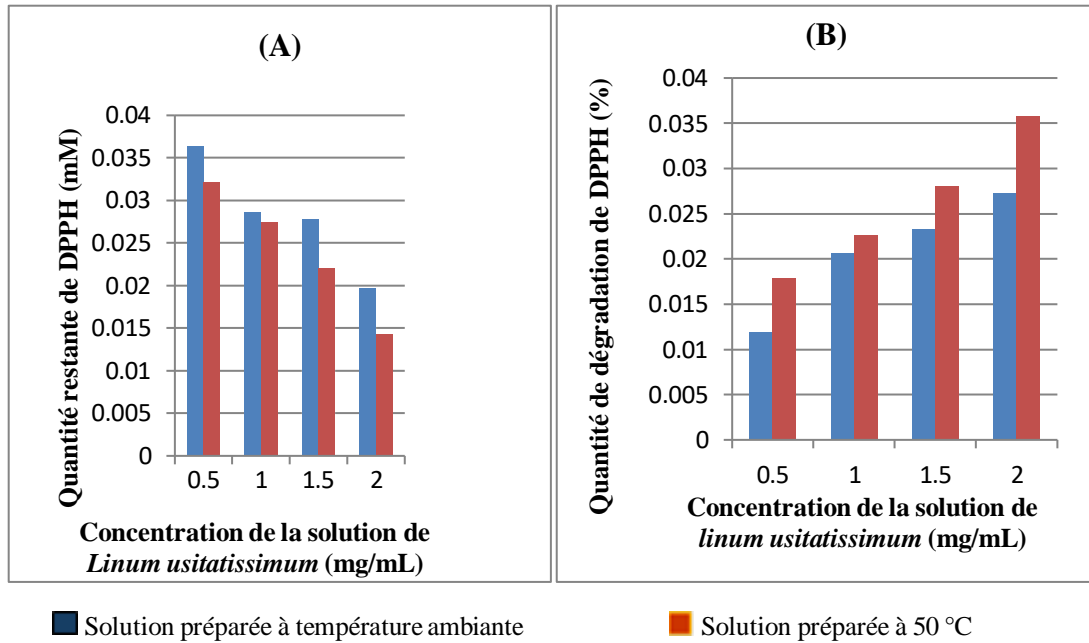 (A)
Quantité restante de DPPH (mM)
0.04
0.035
0.03
0.025
0.02
0.015
0.01
0.005
0
0.5 1 1.5 2
Concentration de la solution de
Linum usitatissimum (mg/mL)
(B)
Quantité de dégradation de DPPH (%)
0.04
0.035
0.03
0.025
0.02
0.015
0.01
0.005
0
0.5 1 1.5 2
Concentration de la solution de
linum usitatissimum (mg/mL)
Solution préparée à température ambiante
Solution préparée à 50 °C